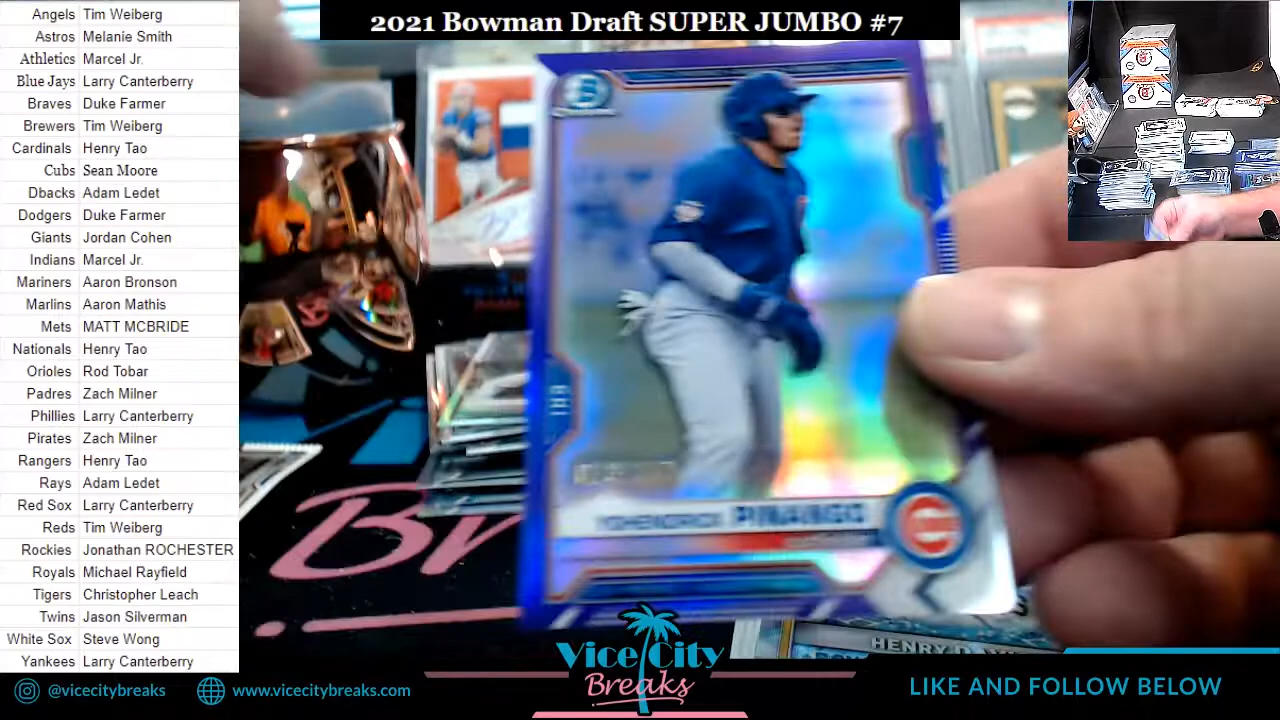 2021 Bowman Draft SUPER JUMBO #7
Angels Tim Weiberg
Astros Melanie Smith
Athletics Marcel Jr.
Blue Jays Larry Canterberry
Braves Duke Farmer
Brewers Tim Weiberg
Cardinals Henry Tao
Cubs Sean Moore
Dbacks Adam Ledet
Dodgers Duke Farmer
Giants Jordan Cohen
Indians Marcel Jr.
Mariners Aaron Bronson
Marlins Aaron Mathis
Mets MATT MCBRIDE
Nationals Henry Tao
Orioles Rod Tobar
Padres Zach Milner
Phillies Larry Canterberry
Pirates Zach Milner
Rangers Henry Tao
Rays Adam Ledet
Red Sox Larry Canterberry
Reds Tim Weiberg
Rockies Jonathan ROCHESTER
Royals Michael Rayfield
Tigers Christopher Leach
Twins Jason Silverman
White Sox Steve Wong
Yankees Larry Canterberry
YOHENDRICK PINANGO
HENRY
Vice City
Breaks
@vicecitybreaks
www.vicecitybreaks.com
LIKE AND FOLLOW BELOW